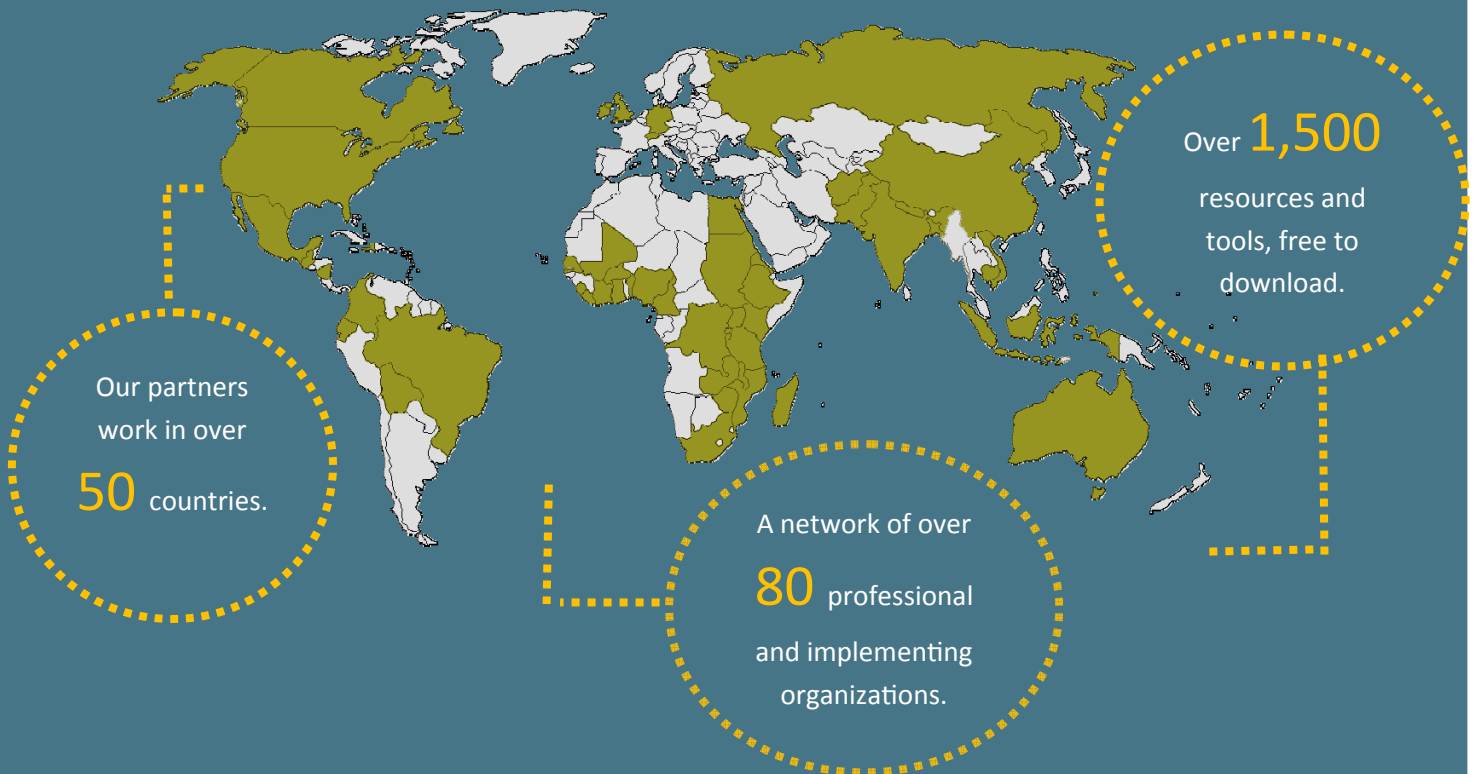 Our partners
work in over
50 countries.
A network of over
80 professional
and implementing
organizations.
Over 1,500
resources and
tools, free to
download.